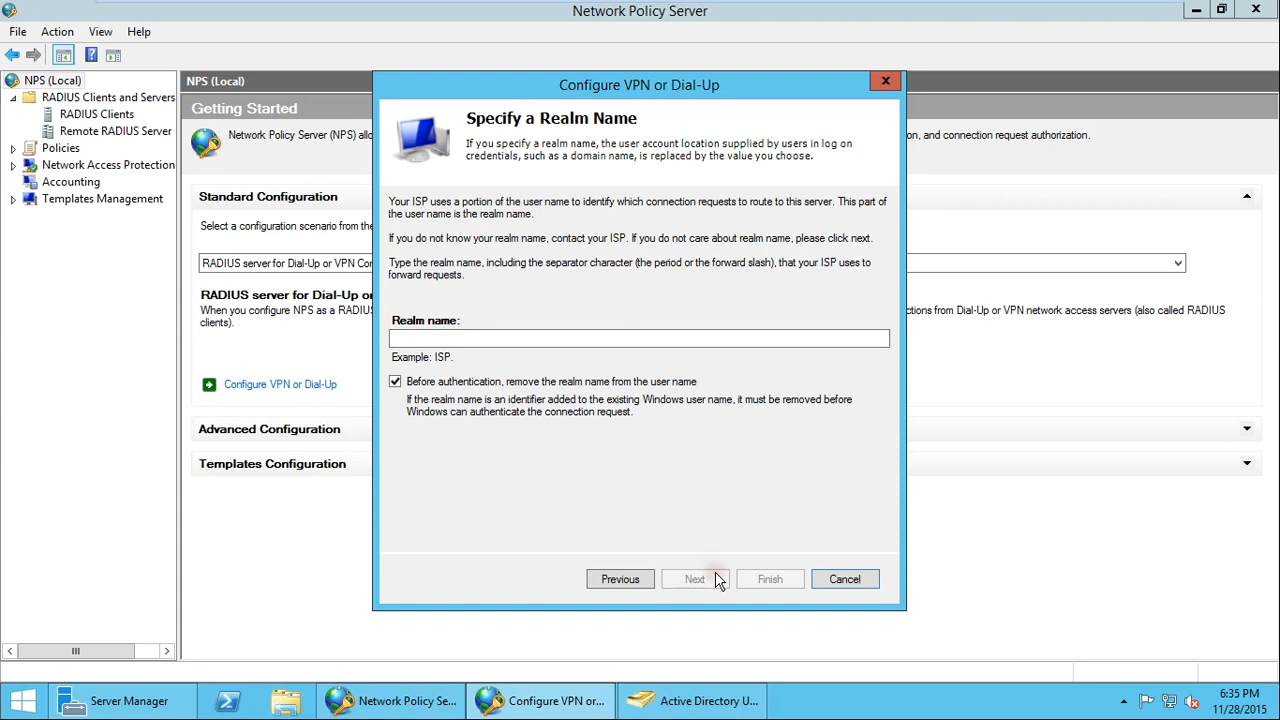 Network Policy Server
File Action View Help
NPS (Local)
RADIUS Clients and Servers
RADIUS Clients
Remote RADIUS Server
Policies
Network Access Protection
Accounting
Templates Management
NPS (Local)
Getting Started
Network Policy Server (NPS) allo
, and connection request authorization.
Standard Configuration
Select a configuration scenario from the
RADIUS server for Dial-Up or VPN Con
RADIUS server for Dial-Up or
When you configure NPS as a RADIUS
ctions from Dial-Up or VPN network access servers (also called RADIUS
clients).
Configure VPN or Dial-Up
Advanced Configuration
Templates Configuration
Configure VPN or Dial-Up
Specify a Realm Name
If you specify a realm name, the user account location supplied by users in log on
credentials, such as a domain name, is replaced by the value you choose.
Your ISP uses a portion of the user name to identify which connection requests to route to this server. This part of
the user name is the realm name.
If you do not know your realm name, contact your ISP. If you do not care about realm name, please click next.
Type the realm name, including the separator character (the period or the forward slash), that your ISP uses to
forward requests.
Realm name:
Example: ISP.
Before authentication, remove the realm name from the user name
If the realm name is an identifier added to the existing Windows user name, it must be removed before
Windows can authenticate the connection request.
Previous Next Finish Cancel
Server Manager
Network Policy Se...
Configure VPN or...
Active Directory U...
6:35 PM
11/28/2015